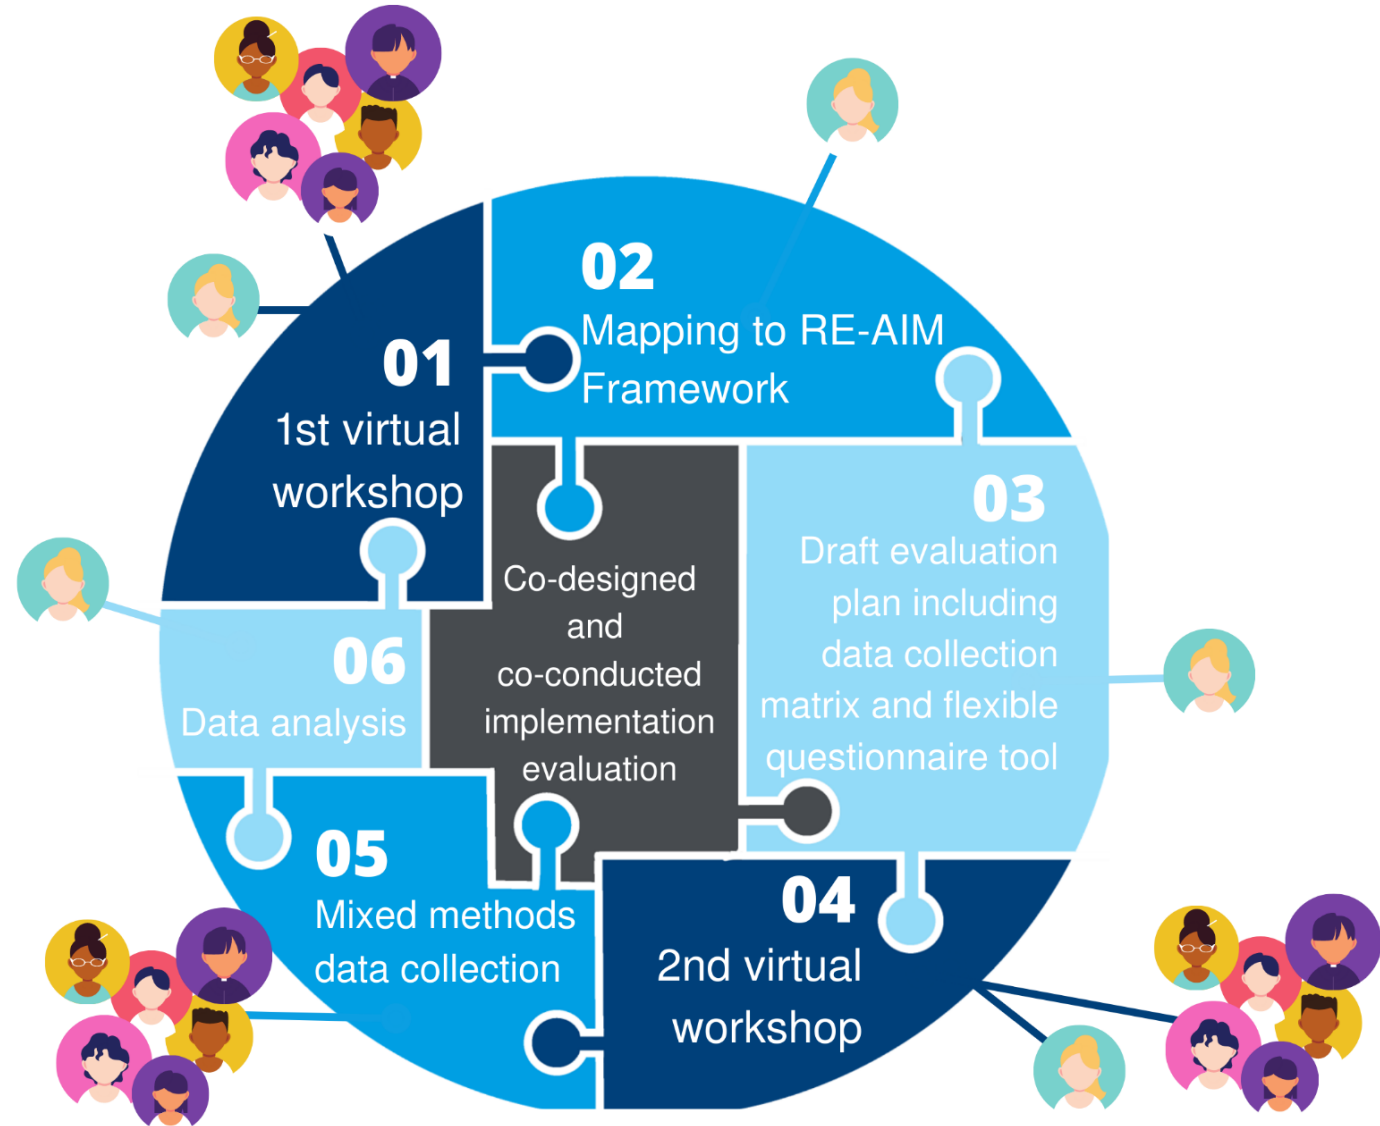 01
1st virtual
workshop
02
Mapping to RE-AIM
Framework
03
Draft evaluation
plan including
data collection
matrix and flexible
questionnaire tool
04
2nd virtual
workshop
05
Mixed methods
data collection
06
Data analysis
Co-designed
and
co-conducted
implementation
evaluation